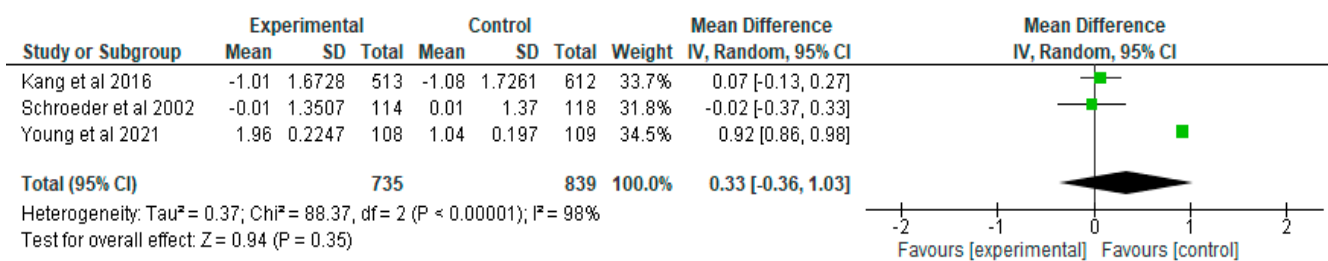 Experimental Control Mean Difference Mean Difference
Study or Subgroup Mean SD Total Mean SD Total Weight IV, Random, 95% CI IV, Random, 95% CI
Kang et al 2016 -1.01 1.6728 513 -1.08 1.7261 612 33.7% 0.07 [-0.13, 0.27]
Schroeder et al 2002 -0.01 1.3507 114 0.01 1.37 118 31.8% -0.02 [-0.37, 0.33]
Young et al 2021 1.96 0.2247 108 1.04 0.197 109 34.5% 0.92 [0.86, 0.98]
Total (95% CI) 735 839 100.0% 0.33 [-0.36, 1.03]
Heterogeneity: Tau² = 0.37; Chi² = 88.37, df = 2 (P < 0.00001); I² = 98%
Test for overall effect: Z = 0.94 (P = 0.35)
-2 -1 0 1 2
Favours [experimental] Favours [control]